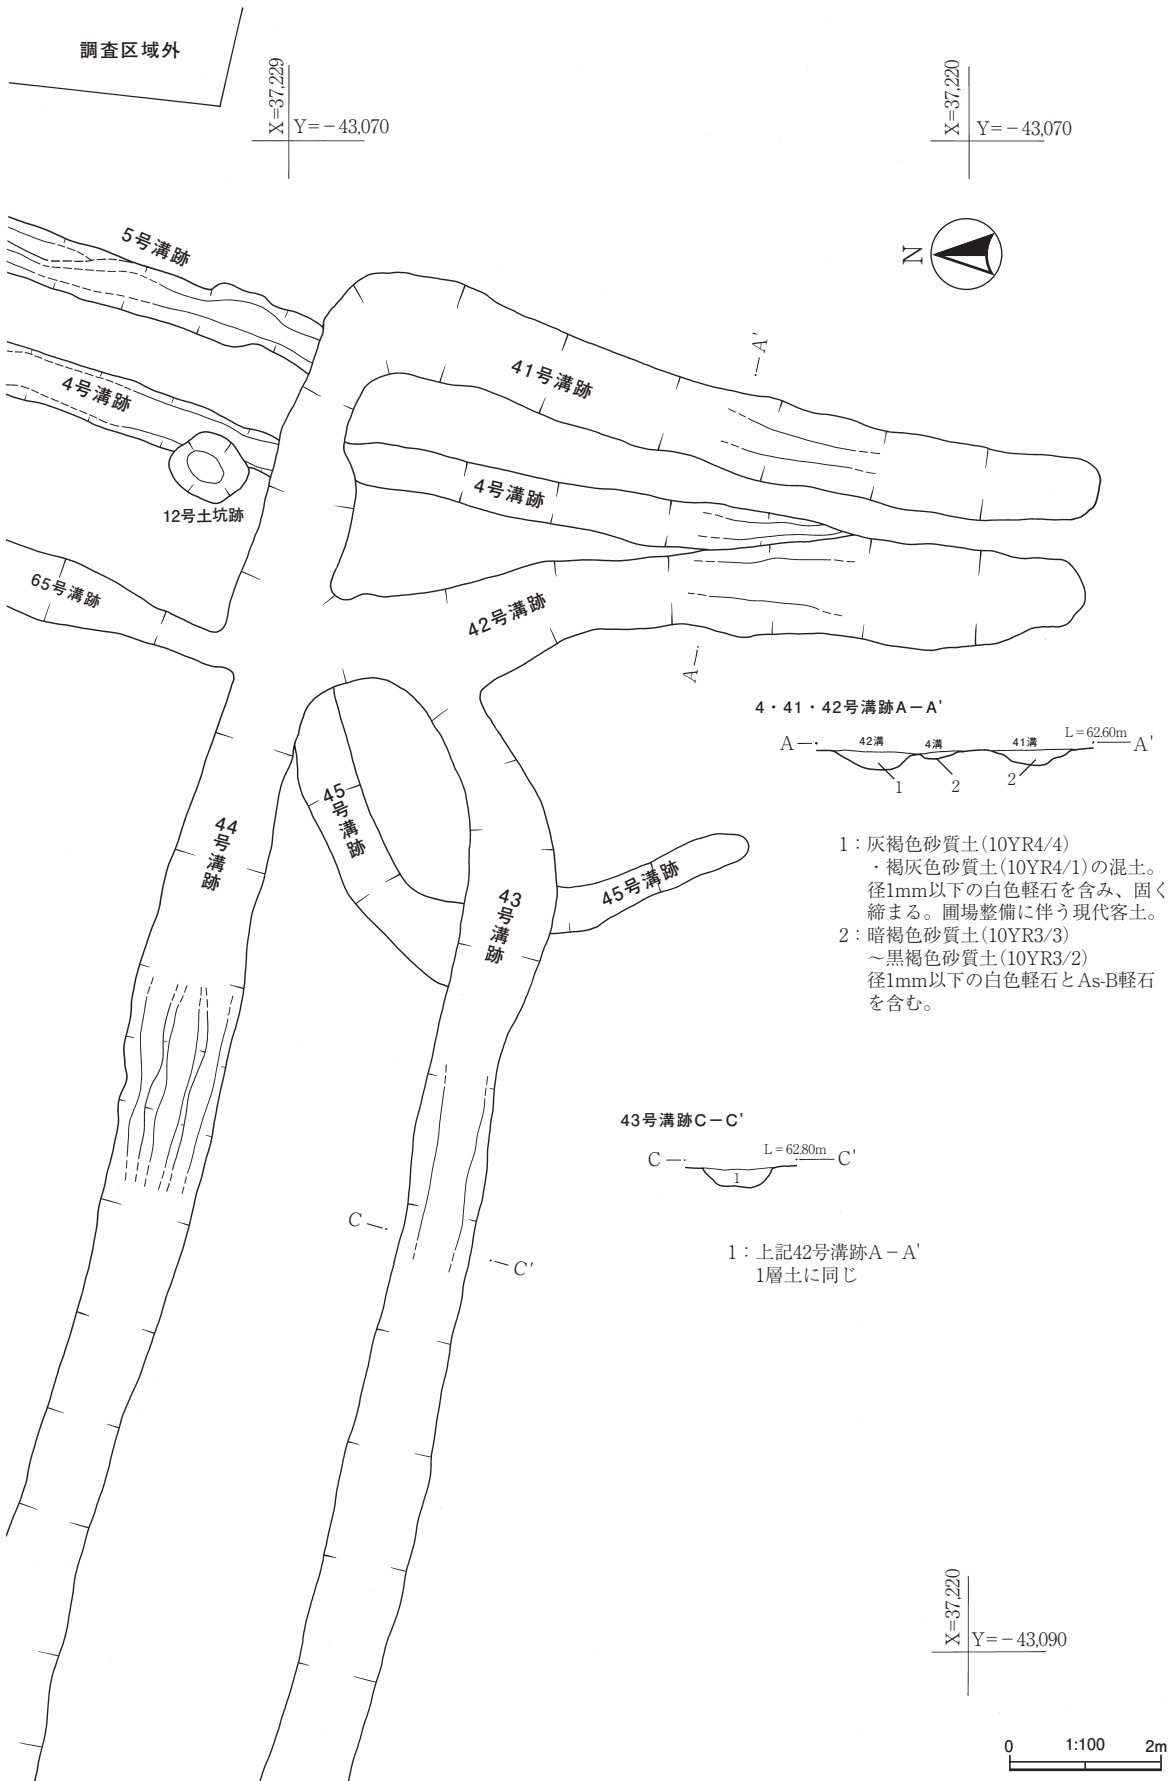 調査区域外
X=37,229
Y=-43,070
X=37,220
Y=-43,070
N
5号溝跡
4号溝跡
12号土坑跡
65号溝跡
41号溝跡
A'
4号溝跡
42号溝跡
A
44号溝跡
45号溝跡
43号溝跡
45号溝跡
4・41・42号溝跡A-A'
A 42溝 4溝 41溝 L=62.60m A'
1 2 2
1：灰褐色砂質土(10YR4/4)
・褐灰色砂質土(10YR4/1)の混土。
径1mm以下の白色軽石を含み、固く
締まる。圃場整備に伴う現代客土。
2：暗褐色砂質土(10YR3/3)
～黒褐色砂質土(10YR3/2)
径1mm以下の白色軽石とAs-B軽石
を含む。
43号溝跡C-C'
C L=62.80m C'
1
C
C'
1：上記42号溝跡A-A'
1層土に同じ
X=37,220
Y=-43,090
0 1:100 2m